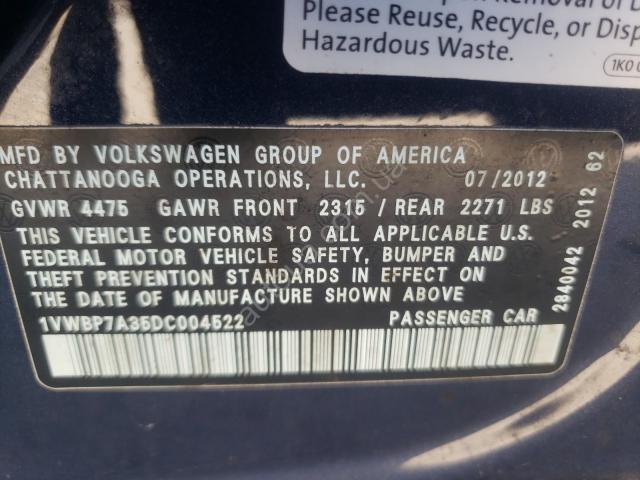 Please Reuse, Recycle, or Disp
Hazardous Waste.
1K0 0
MFD BY VOLKSWAGEN GROUP OF AMERICA
CHATTANOOGA OPERATIONS, LLC. 07/2012
GVWR 4475 GAWR FRONT 2315 / REAR 2271 LBS
THIS VEHICLE CONFORMS TO ALL APPLICABLE U.S.
FEDERAL MOTOR VEHICLE SAFETY, BUMPER AND
THEFT PREVENTION STANDARDS IN EFFECT ON
THE DATE OF MANUFACTURE SHOWN ABOVE
1VWBP7A35DC004522 PASSENGER CAR
2840042 2012 62